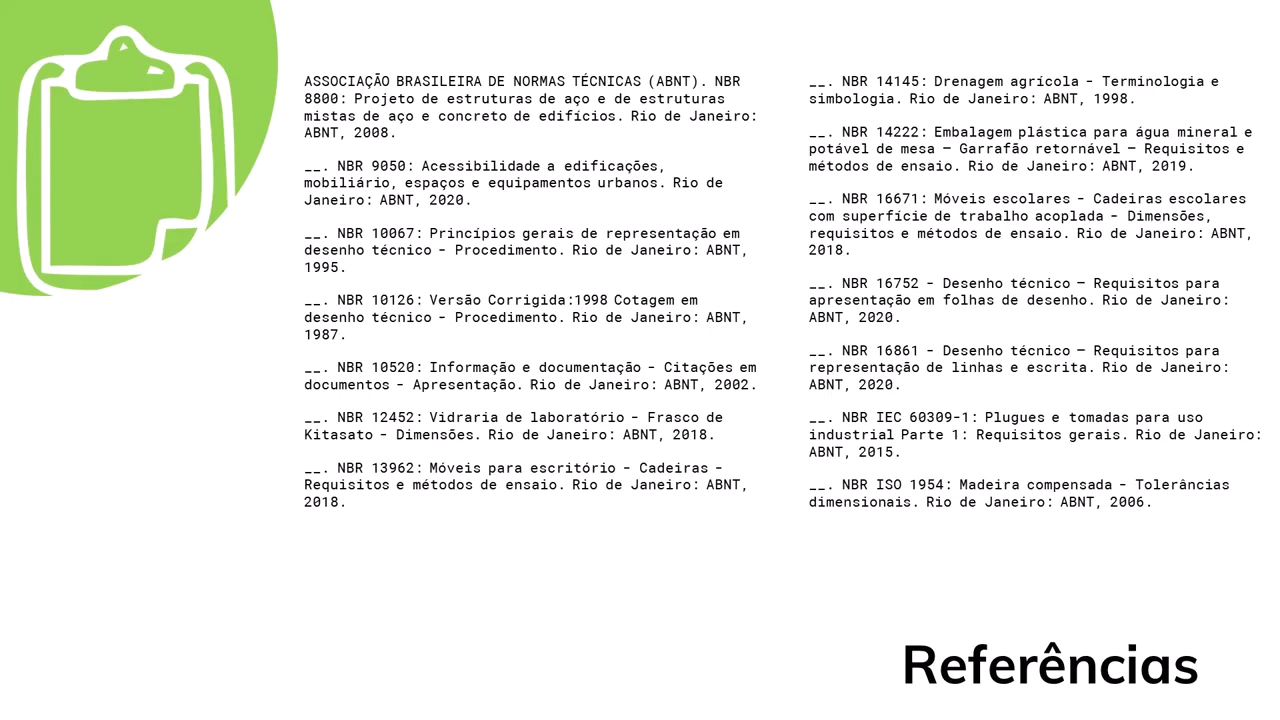 ASSOCIAÇÃO BRASILEIRA DE NORMAS TÉCNICAS (ABNT). NBR
8800: Projeto de estruturas de aço e de estruturas
mistas de aço e concreto de edifícios. Rio de Janeiro:
ABNT, 2008.
__. NBR 9050: Acessibilidade a edificações,
mobiliário, espaços e equipamentos urbanos. Rio de
Janeiro: ABNT, 2020.
__. NBR 10067: Princípios gerais de representação em
desenho técnico - Procedimento. Rio de Janeiro: ABNT,
1995.
__. NBR 10126: Versão Corrigida:1998 Cotagem em
desenho técnico - Procedimento. Rio de Janeiro: ABNT,
1987.
__. NBR 10520: Informação e documentação - Citações em
documentos - Apresentação. Rio de Janeiro: ABNT, 2002.
__. NBR 12452: Vidraria de laboratório - Frasco de
Kitasato - Dimensões. Rio de Janeiro: ABNT, 2018.
__. NBR 13962: Móveis para escritório - Cadeiras -
Requisitos e métodos de ensaio. Rio de Janeiro: ABNT,
2018.
__. NBR 14145: Drenagem agrícola - Terminologia e
simbologia. Rio de Janeiro: ABNT, 1998.
__. NBR 14222: Embalagem plástica para água mineral e
potável de mesa – Garrafão retornável – Requisitos e
métodos de ensaio. Rio de Janeiro: ABNT, 2019.
__. NBR 16671: Móveis escolares - Cadeiras escolares
com superfície de trabalho acoplada - Dimensões,
requisitos e métodos de ensaio. Rio de Janeiro: ABNT,
2018.
__. NBR 16752 - Desenho técnico – Requisitos para
apresentação em folhas de desenho. Rio de Janeiro:
ABNT, 2020.
__. NBR 16861 - Desenho técnico – Requisitos para
representação de linhas e escrita. Rio de Janeiro:
ABNT, 2020.
__. NBR IEC 60309-1: Plugues e tomadas para uso
industrial Parte 1: Requisitos gerais. Rio de Janeiro:
ABNT, 2015.
__. NBR ISO 1954: Madeira compensada - Tolerâncias
dimensionais. Rio de Janeiro: ABNT, 2006.
Referências